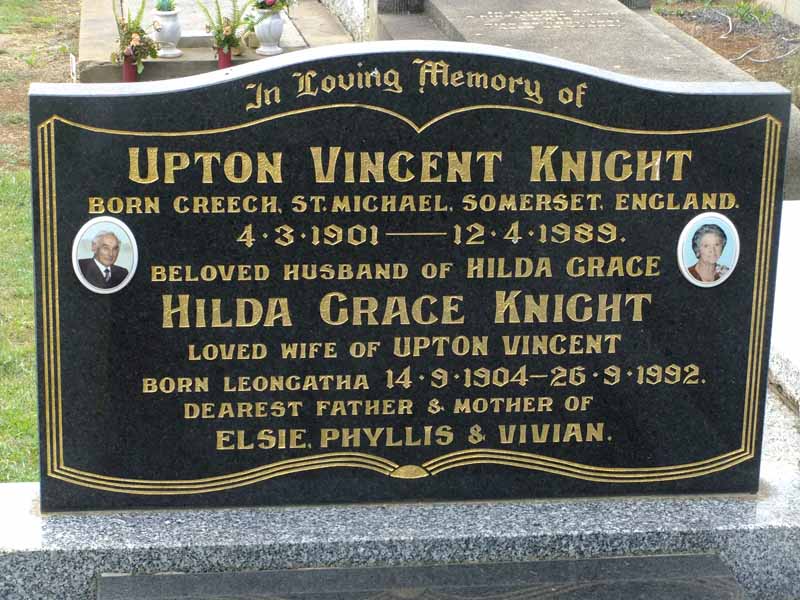 In Loving Memory of
UPTON VINCENT KNIGHT
BORN CREECH, ST. MICHAEL, SOMERSET, ENGLAND.
4·3·1901 — 12·4·1989.
BELOVED HUSBAND OF HILDA GRACE
HILDA GRACE KNIGHT
LOVED WIFE OF UPTON VINCENT
BORN LEONGATHA 14·9·1904 — 26·9·1992.
DEAREST FATHER & MOTHER OF
ELSIE, PHYLLIS & VIVIAN.